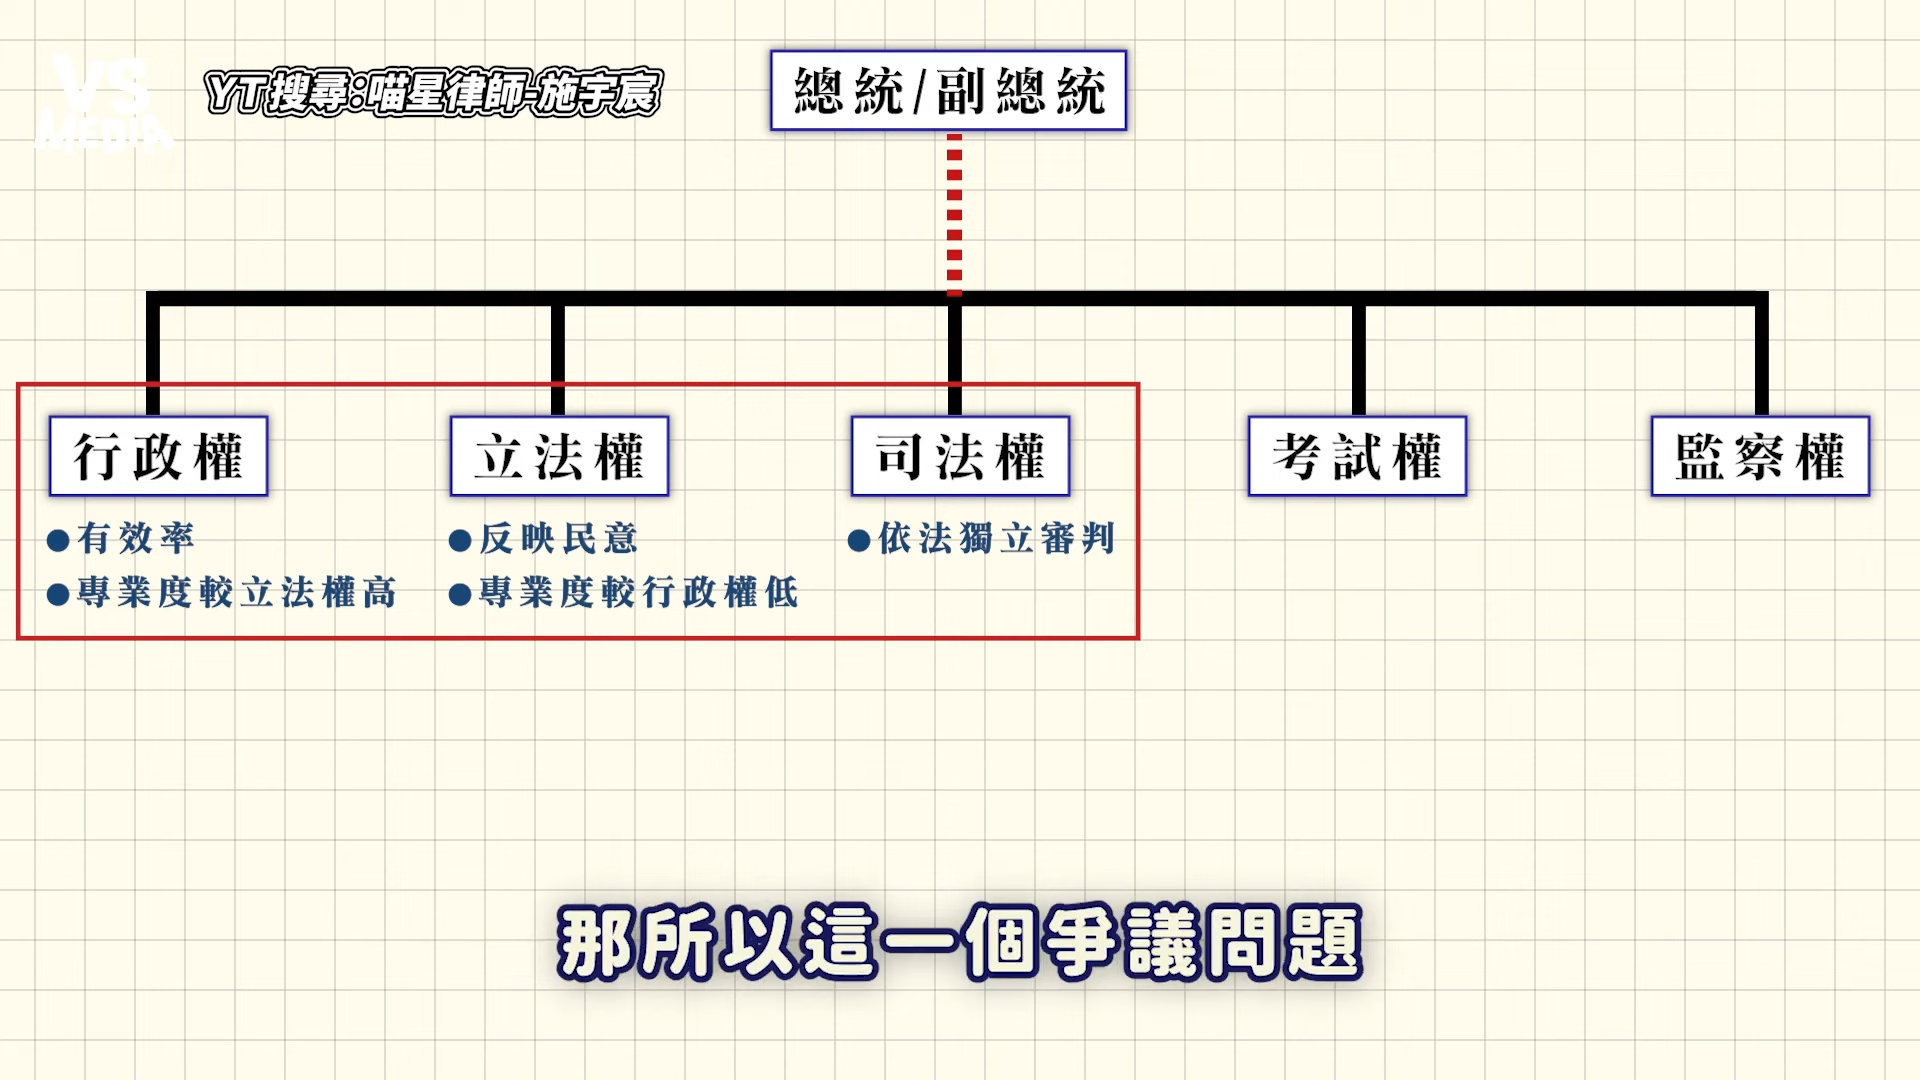 VS
MEDIA
YT搜尋:喵星律師-施宇宸
總統/副總統
行政權
立法權
司法權
考試權
監察權
●有效率
●專業度較立法權高
●反映民意
●專業度較行政權低
●依法獨立審判
那所以這一個爭議問題